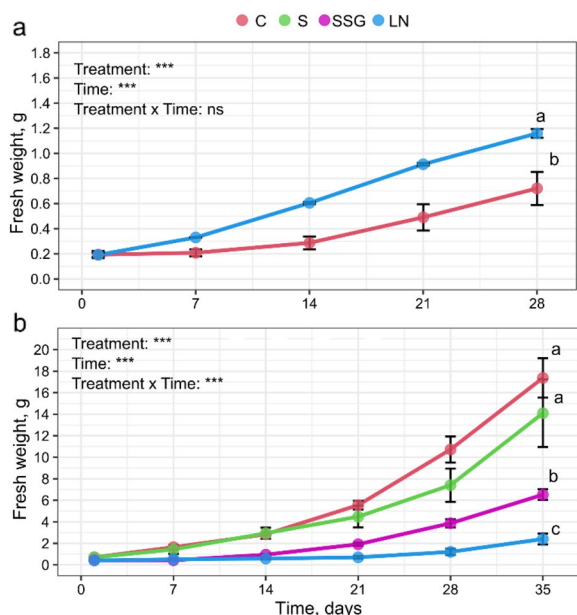 C S SSG LN
a
Fresh weight, g
1.8
1.6
1.4
1.2
1.0
0.8
0.6
0.4
0.2
0.0
Treatment: ***
Time: ***
Treatment x Time: ns
a
b
0 7 14 21 28
b
Fresh weight, g
20
18
16
14
12
10
8
6
4
2
0
Treatment: ***
Time: ***
Treatment x Time: ***
a
a
b
c
0 7 14 21 28 35
Time, days